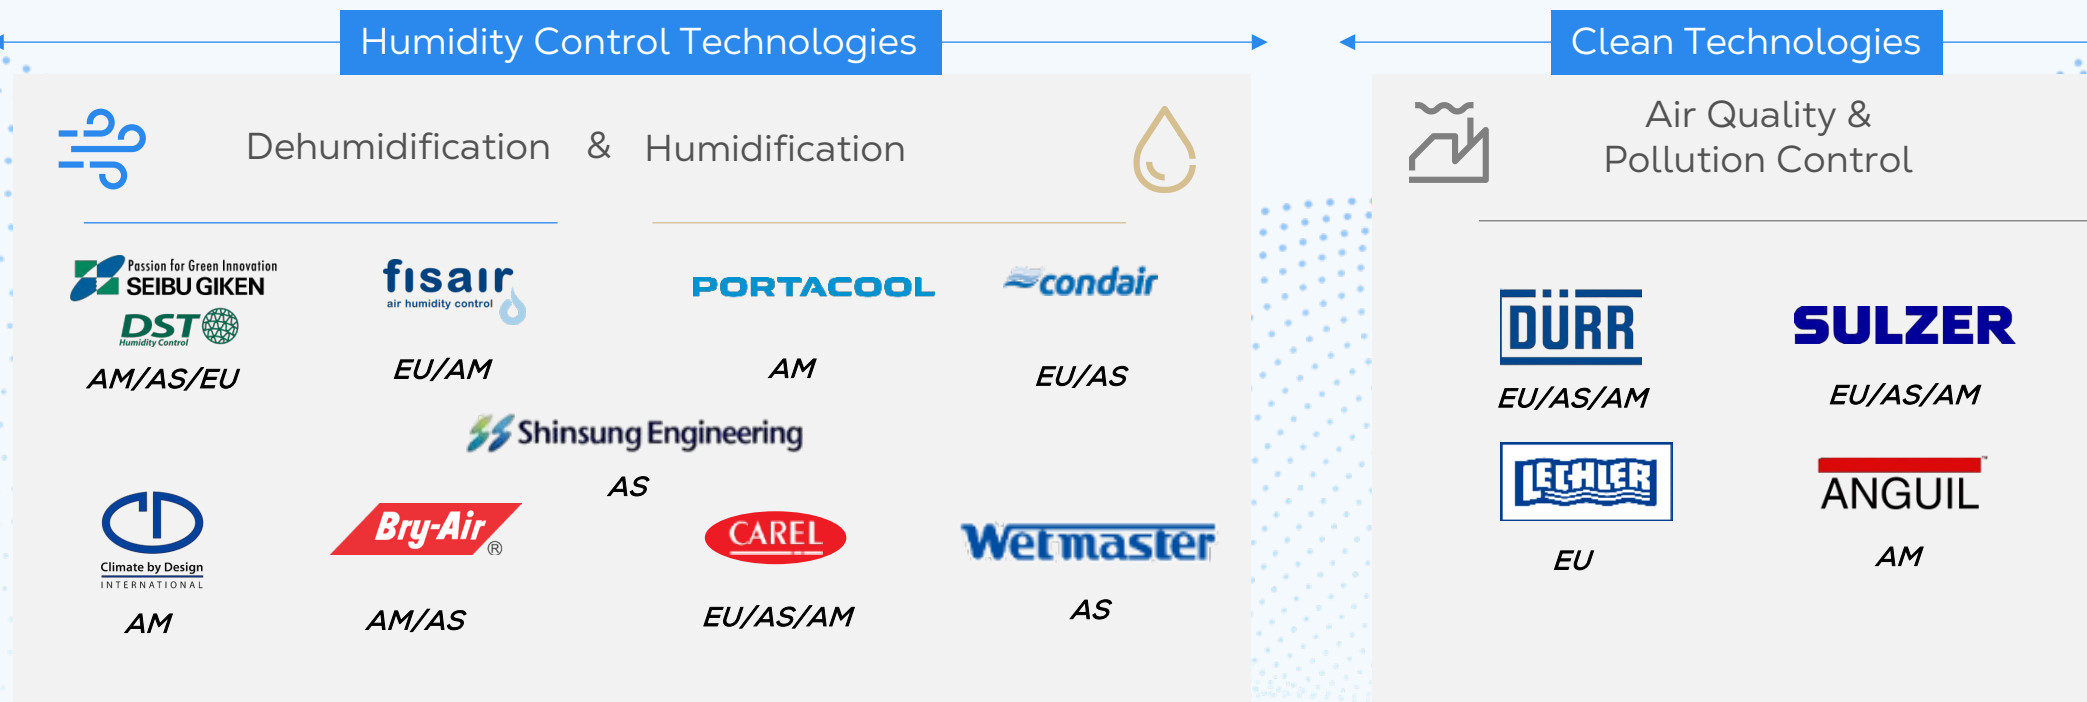 Humidity Control Technologies
Clean Technologies
Dehumidification & Humidification
Air Quality &
Pollution Control
Passion for Green Innovation
SEIBU GIKEN
DST
Humidity Control
AM/AS/EU
fisair
air humidity control
EU/AM
PORTACOOL
AM
condair
EU/AS
Shinsung Engineering
AS
Climate by Design
INTERNATIONAL
AM
Bry-Air ®
AM/AS
CAREL
EU/AS/AM
Wetmaster
AS
DÜRR
EU/AS/AM
SULZER
EU/AS/AM
LECHLER
EU
ANGUIL™
AM